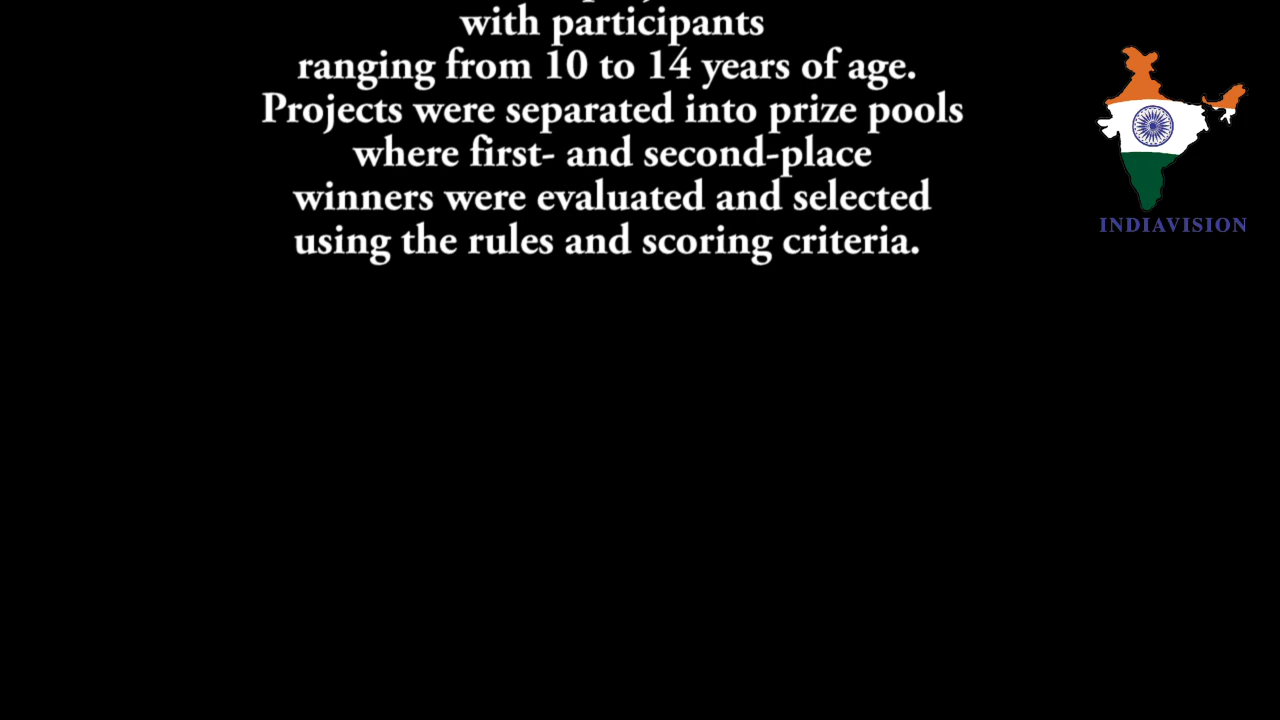 with participants
ranging from 10 to 14 years of age.
Projects were separated into prize pools
where first- and second-place
winners were evaluated and selected
using the rules and scoring criteria.
INDIAVISION